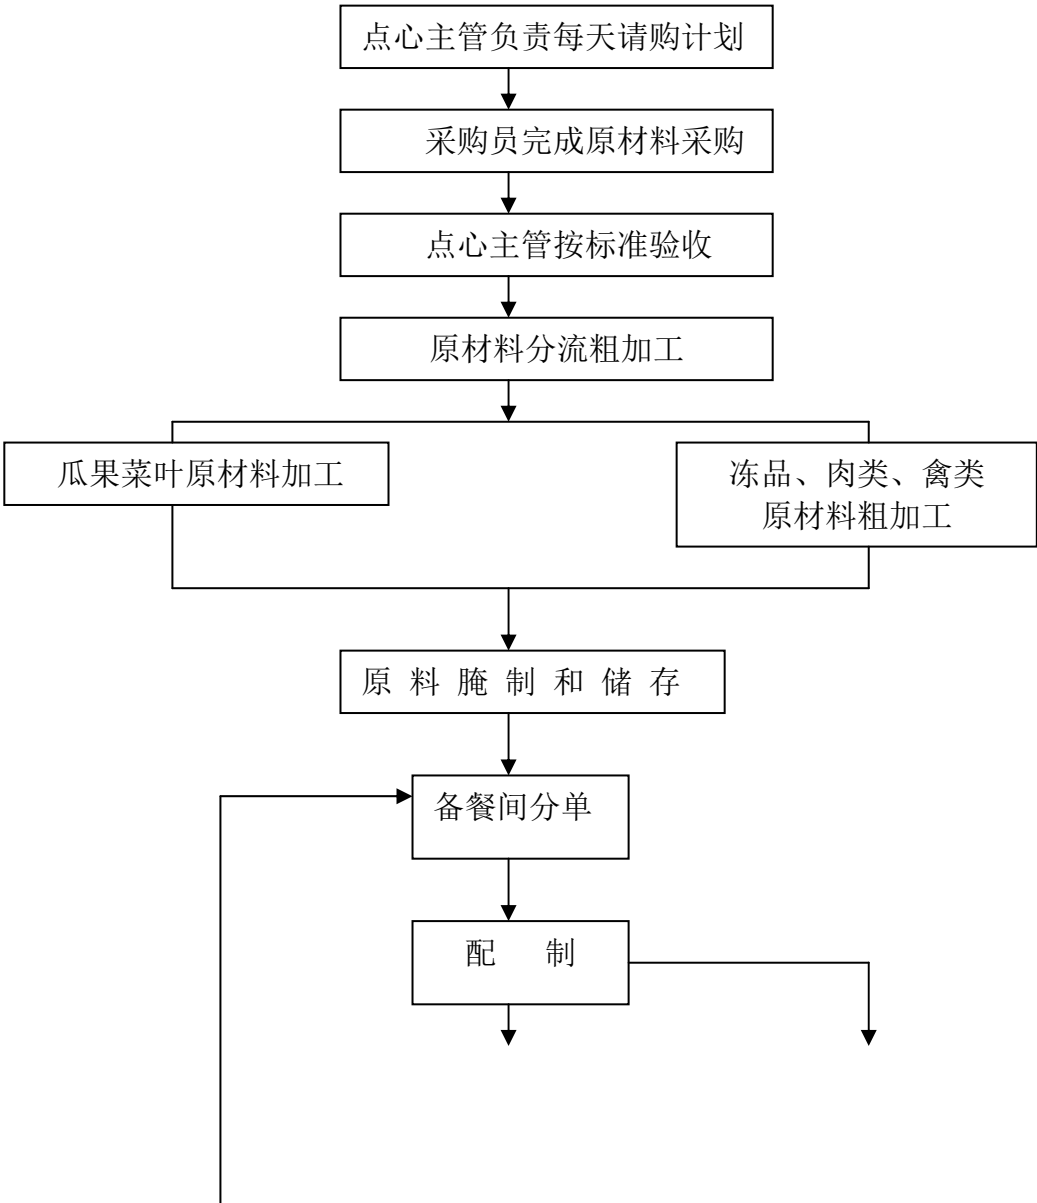 点心主管负责每天请购计划
采购员完成原材料采购
点心主管按标准验收
原材料分流粗加工
瓜果菜叶原材料加工
冻品、肉类、禽类
原材料粗加工
原 料 腌 制 和 储 存
备餐间分单
配 制